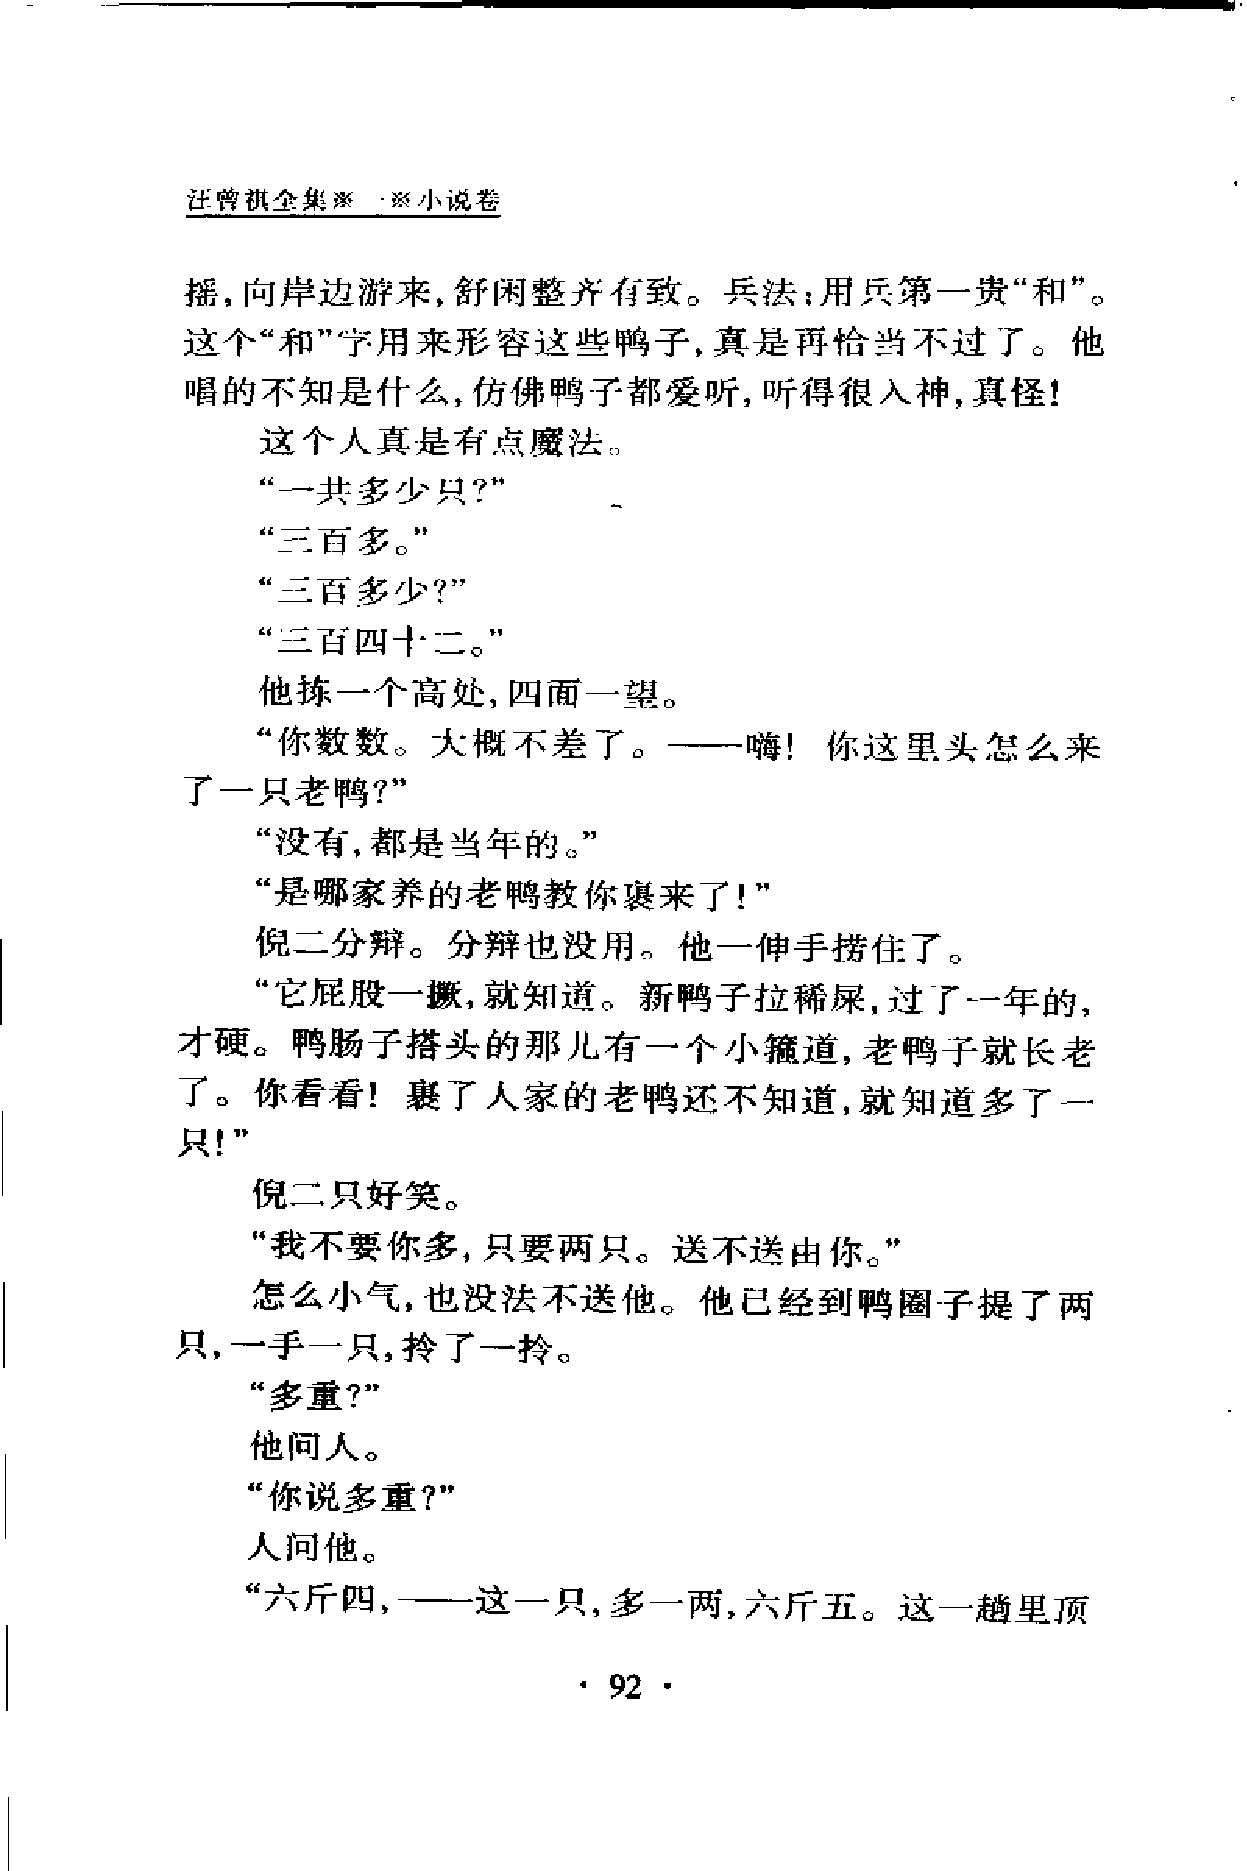 汪曾祺全集※一※小说卷
摇,向岸边游来,舒闲整齐有致。兵法:用兵第一贵“和”。
这个“和”字用来形容这些鸭子,真是再恰当不过了。他
唱的不知是什么,仿佛鸭子都爱听,听得很入神,真怪!
这个人真是有点魔法。
“一共多少只?”
“三百多。”
“三百多少?”
“三百四十二。”
他拣一个高处,四面一望。
“你数数。大概不差了。——嗨! 你这里头怎么来
了一只老鸭?”
“没有,都是当年的。”
“是哪家养的老鸭教你裹来了!”
倪二分辩。分辩也没用。他一伸手捞住了。
“它屁股一撅,就知道。新鸭子拉稀屎,过了一年的,
才硬。鸭肠子搭头的那儿有一个小箍道,老鸭子就长老
了。你看看! 裹了人家的老鸭还不知道,就知道多了一
只!”
倪二只好笑。
“我不要你多,只要两只。送不送由你。”
怎么小气,也没法不送他。他已经到鸭圈子提了两
只,一手一只,拎了一拎。
“多重?”
他问人。
“你说多重?”
人问他。
“六斤四,——这一只,多一两,六斤五。这一趟里顶
· 92 ·